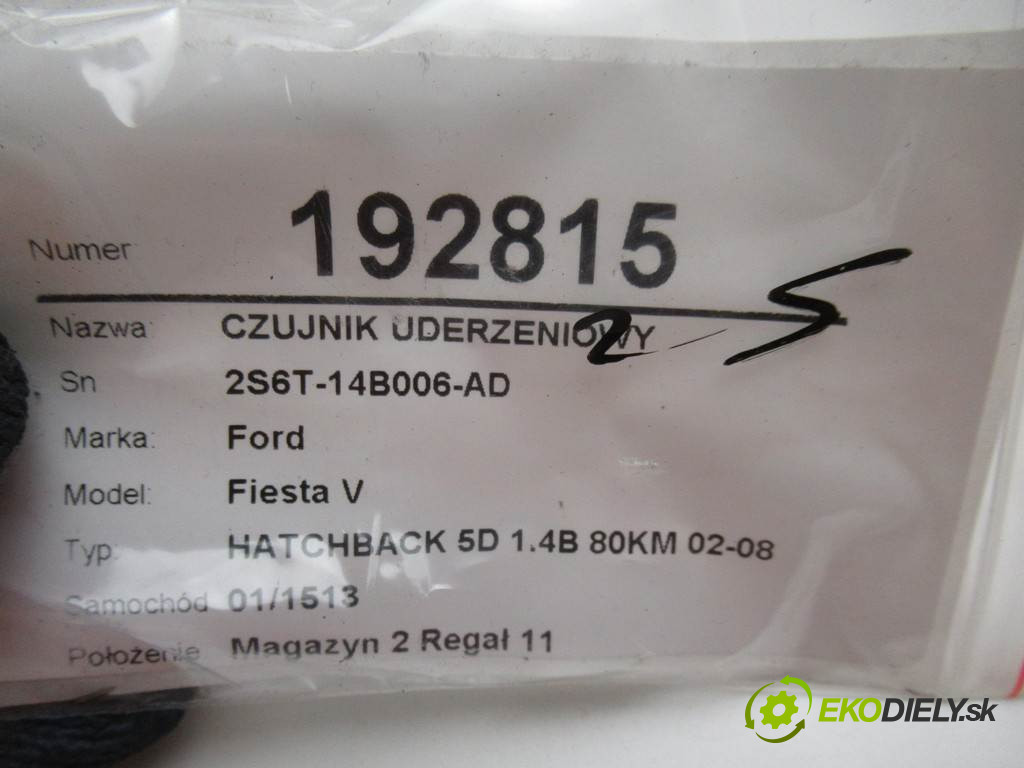 Numer 192815
Nazwa: CZUJNIK UDERZENIOWY
2 - 5
Sn 2S6T-14B006-AD
Marka: Ford
Model: Fiesta V
Typ: HATCHBACK 5D 1.4B 80KM 02-08
Samochód 01/1513
Położenie Magazyn 2 Regał 11
EKODIELY.sk